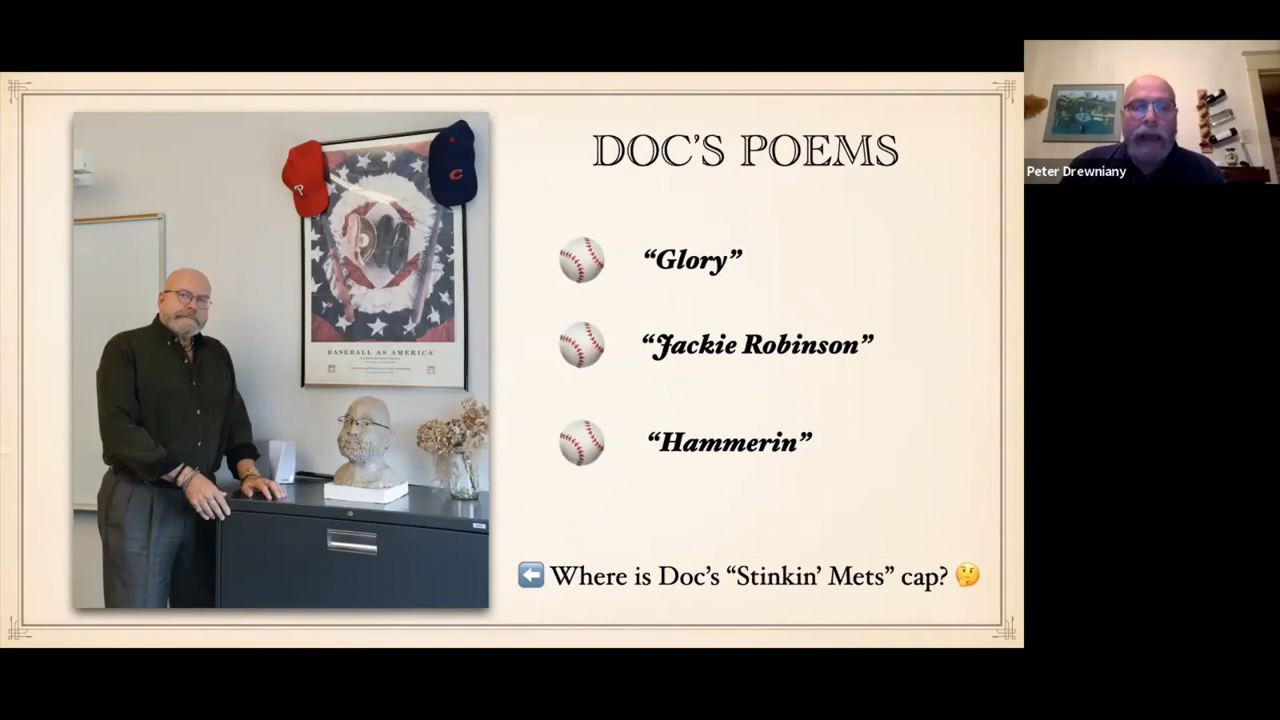 DOC'S POEMS
“Glory”
“Jackie Robinson”
“Hammerin”
Where is Doc's “Stinkin' Mets” cap?
BASEBALL AS AMERICA
P
C
Peter Drewniany